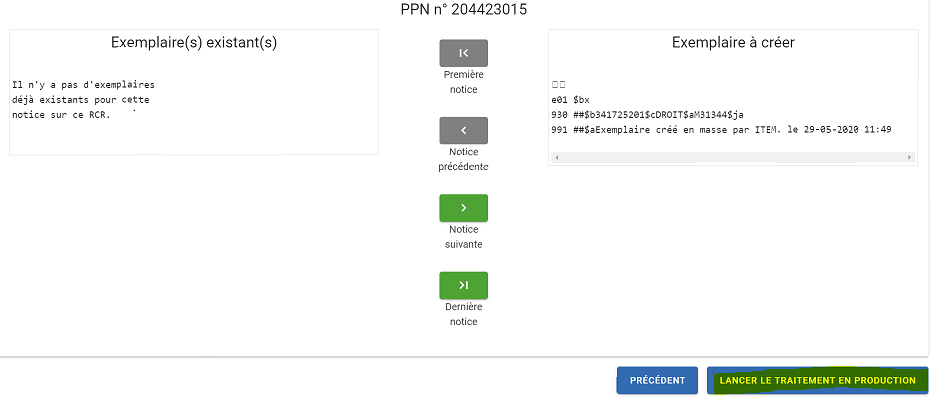 PPN n° 204423015
Exemplaire(s) existant(s)
Il n'y a pas d'exemplaires
déjà existants pour cette
notice sur ce RCR.
Première
notice
Notice
précédente
Notice
suivante
Dernière
notice
Exemplaire à créer
e01 $bx
930 ##$b341725201$cDROIT$aM31344$ja
991 ##$aExemplaire créé en masse par ITEM. le 29-05-2020 11:49
PRÉCÉDENT
LANCER LE TRAITEMENT EN PRODUCTION